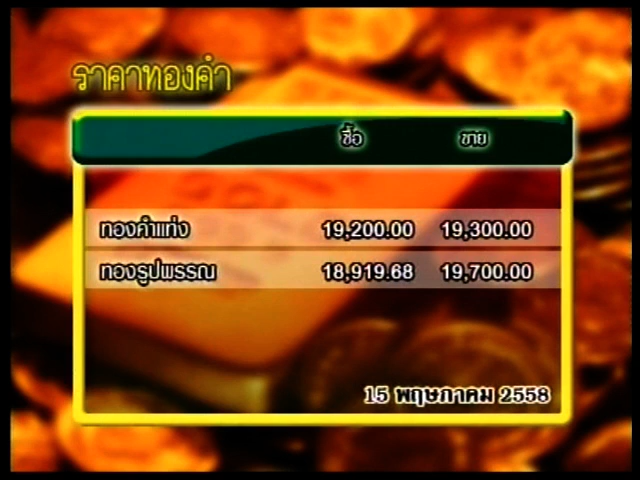 ราคาทองคำ
ซื้อ ขาย
ทองคำแท่ง 19,200.00 19,300.00
ทองรูปพรรณ 18,919.68 19,700.00
15 พฤษภาคม 2558